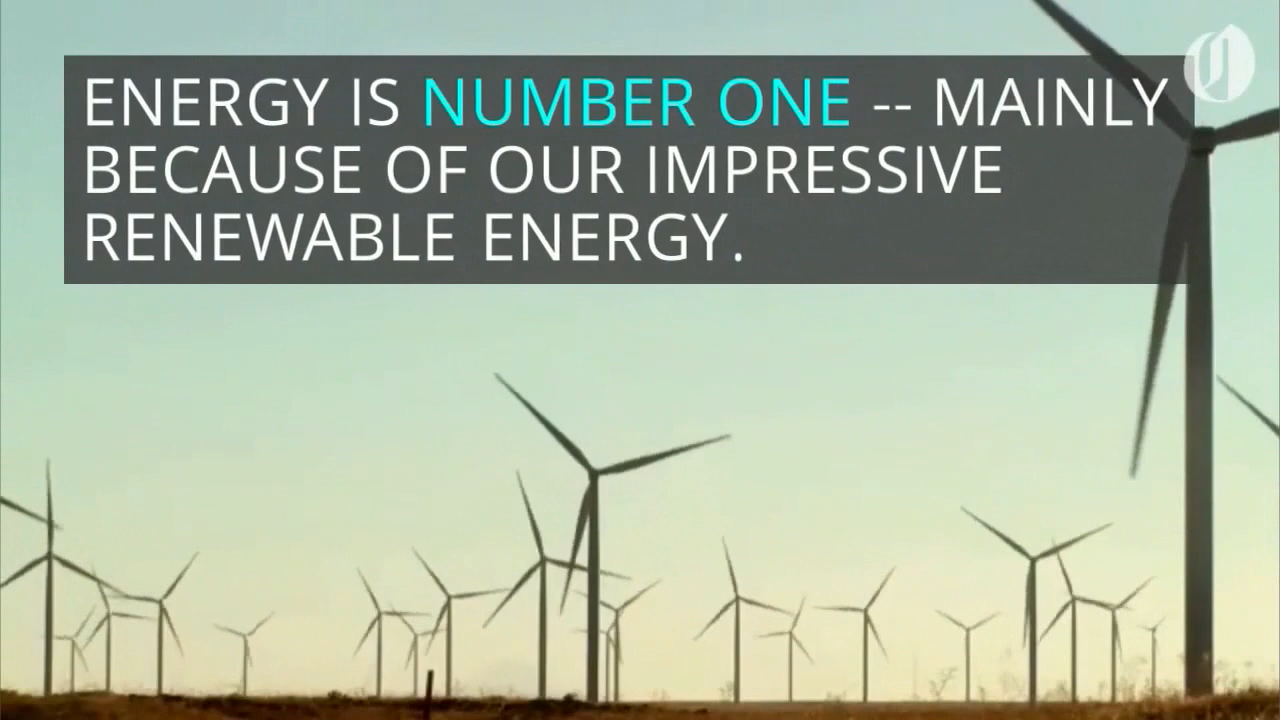 ENERGY IS NUMBER ONE -- MAINLY
BECAUSE OF OUR IMPRESSIVE
RENEWABLE ENERGY.